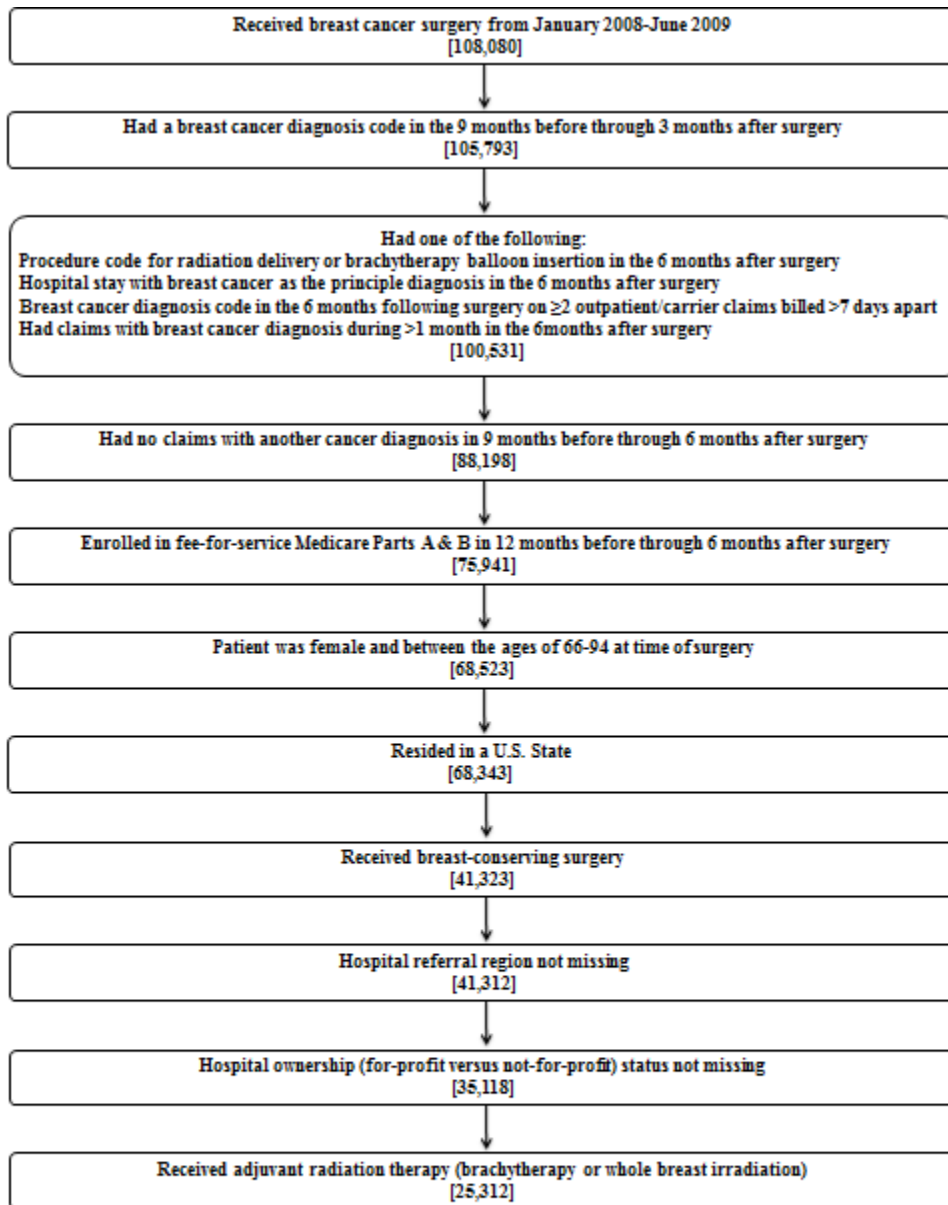 Received breast cancer surgery from January 2008-June 2009
[108,080]
Had a breast cancer diagnosis code in the 9 months before through 3 months after surgery
[105,793]
Had one of the following:
Procedure code for radiation delivery or brachytherapy balloon insertion in the 6 months after surgery
Hospital stay with breast cancer as the principle diagnosis in the 6 months after surgery
Breast cancer diagnosis code in the 6 months following surgery on ≥2 outpatient/carrier claims billed >7 days apart
Had claims with breast cancer diagnosis during >1 month in the 6months after surgery
[100,531]
Had no claims with another cancer diagnosis in 9 months before through 6 months after surgery
[88,198]
Enrolled in fee-for-service Medicare Parts A & B in 12 months before through 6 months after surgery
[75,941]
Patient was female and between the ages of 66-94 at time of surgery
[68,523]
Resided in a U.S. State
[68,343]
Received breast-conserving surgery
[41,323]
Hospital referral region not missing
[41,312]
Hospital ownership (for-profit versus not-for-profit) status not missing
[35,118]
Received adjuvant radiation therapy (brachytherapy or whole breast irradiation)
[25,312]